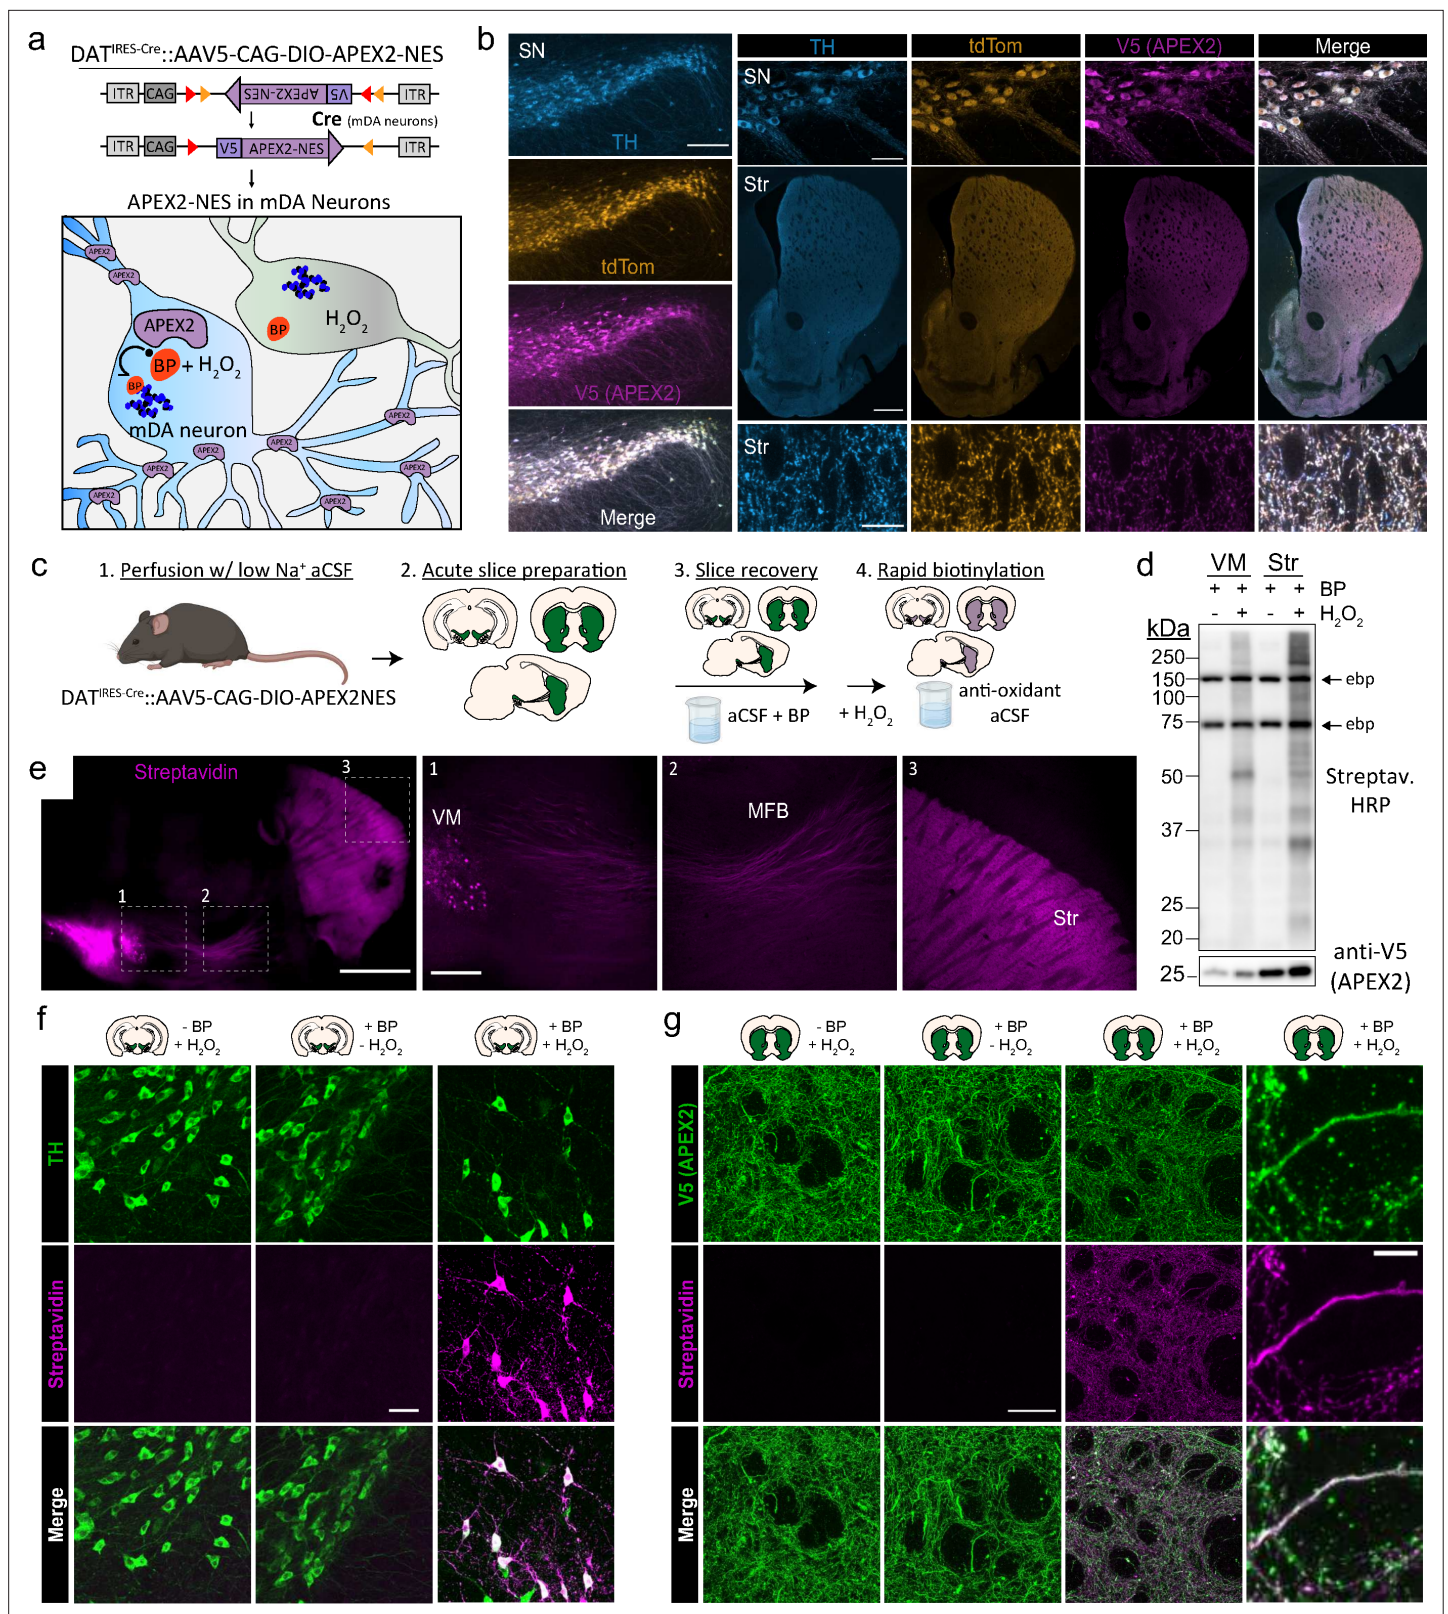 a
DAT^IRES-Cre::AAV5-CAG-DIO-APEX2-NES
ITR CAG APEX2-NES V5 ITR
Cre (mDA neurons)
ITR CAG V5 APEX2-NES ITR
APEX2-NES in mDA Neurons
APEX2
APEX2
APEX2
H₂O₂
BP
BP + H₂O₂
BP
mDA neuron
APEX2
APEX2
APEX2
APEX2
APEX2
APEX2
APEX2
b
SN
TH
tdTom
V5 (APEX2)
Merge
TH tdTom V5 (APEX2) Merge
SN
Str
Str
c
1. Perfusion w/ low Na⁺ aCSF
DAT^IRES-Cre::AAV5-CAG-DIO-APEX2NES
2. Acute slice preparation
3. Slice recovery
aCSF + BP
+ H₂O₂
4. Rapid biotinylation
anti-oxidant
aCSF
d
VM Str
+ + + + BP
- + - + H₂O₂
kDa
250
150
100
75
50
37
25
20
25
ebp
ebp
Streptav.
HRP
anti-V5
(APEX2)
e
Streptavidin
1
2
3
1
VM
2
MFB
3
Str
f
- BP
+ H₂O₂
+ BP
- H₂O₂
+ BP
+ H₂O₂
TH
Streptavidin
Merge
g
- BP
+ H₂O₂
+ BP
- H₂O₂
+ BP
+ H₂O₂
+ BP
+ H₂O₂
V5 (APEX2)
Streptavidin
Merge